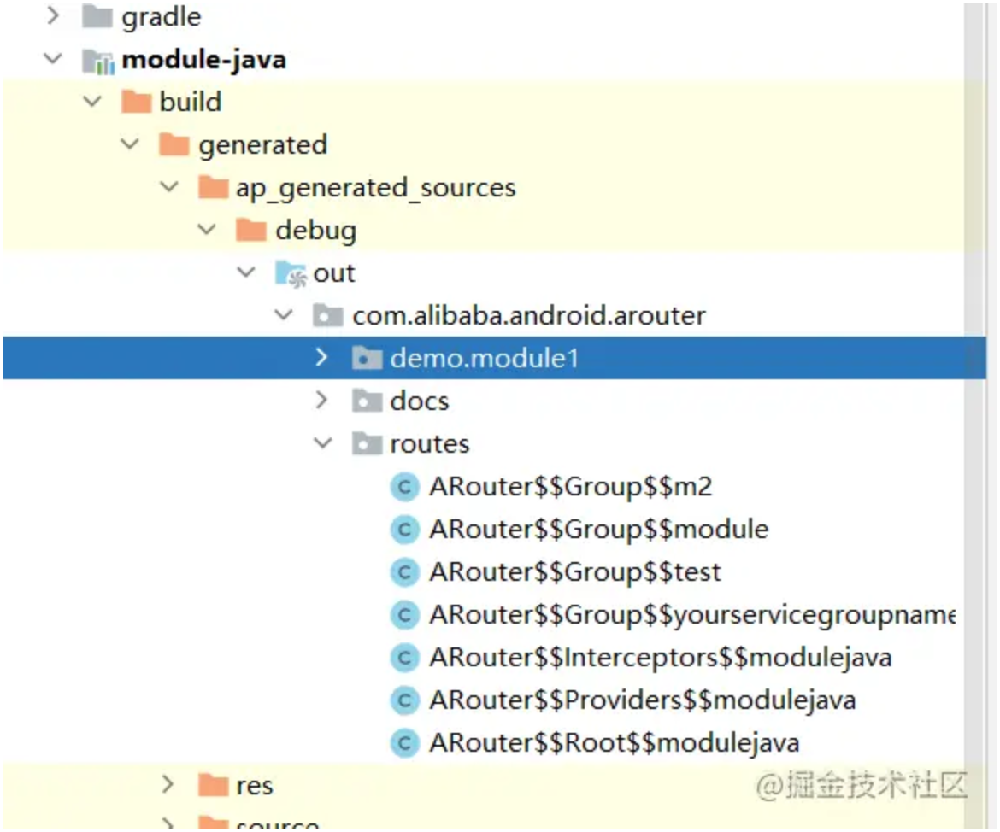 gradle
module-java
build
generated
ap_generated_sources
debug
out
com.alibaba.android.arouter
demo.module1
docs
routes
ARouter$$Group$$m2
ARouter$$Group$$module
ARouter$$Group$$test
ARouter$$Group$$yourservicegroupname
ARouter$$Interceptors$$modulejava
ARouter$$Providers$$modulejava
ARouter$$Root$$modulejava
res
@掘金技术社区
source